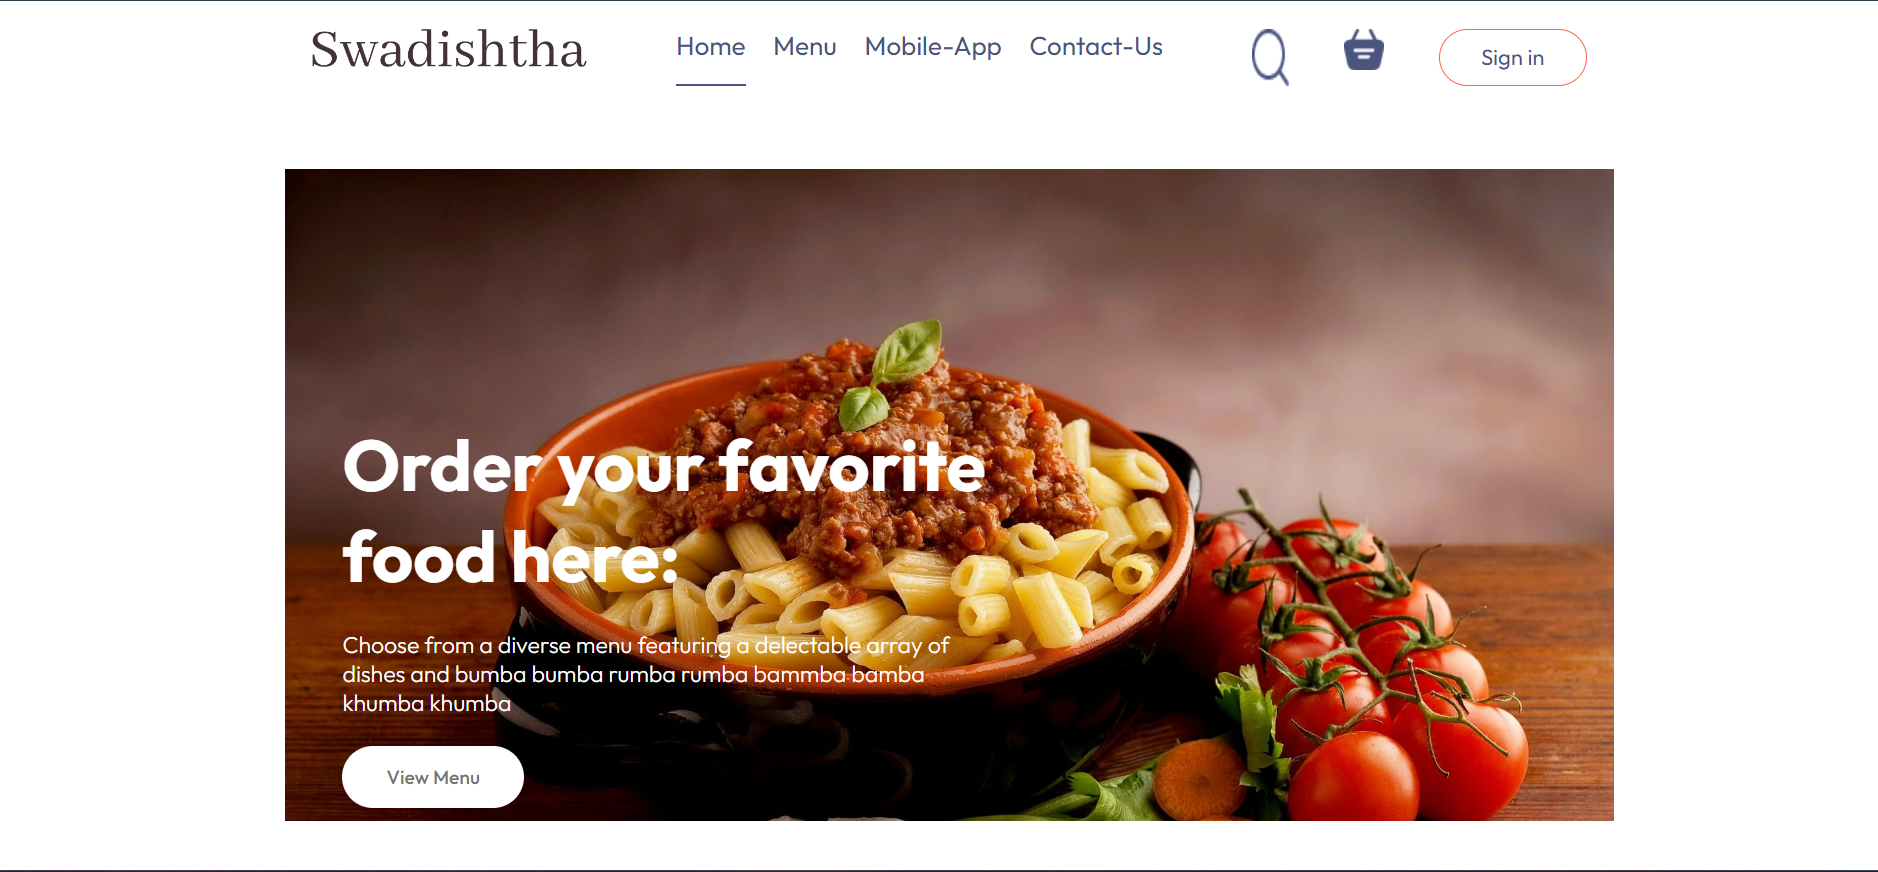 Swadishtha
Home Menu Mobile-App Contact-Us Sign in
Order your favorite
food here:
Choose from a diverse menu featuring a delectable array of
dishes and bumba bumba rumba rumba bammba bamba
khumba khumba
View Menu